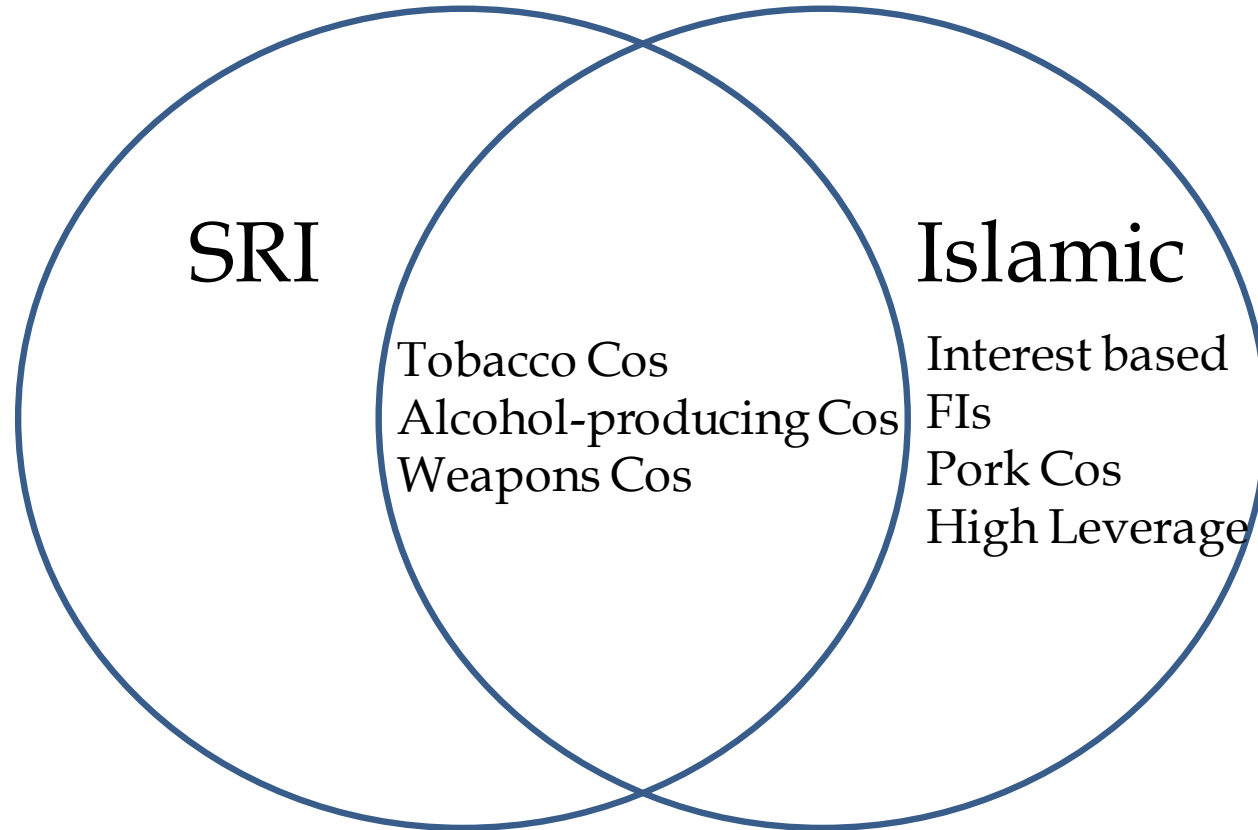 SRI
Islamic
Tobacco Cos
Alcohol-producing Cos
Weapons Cos
Interest based
FIs
Pork Cos
High Leverage